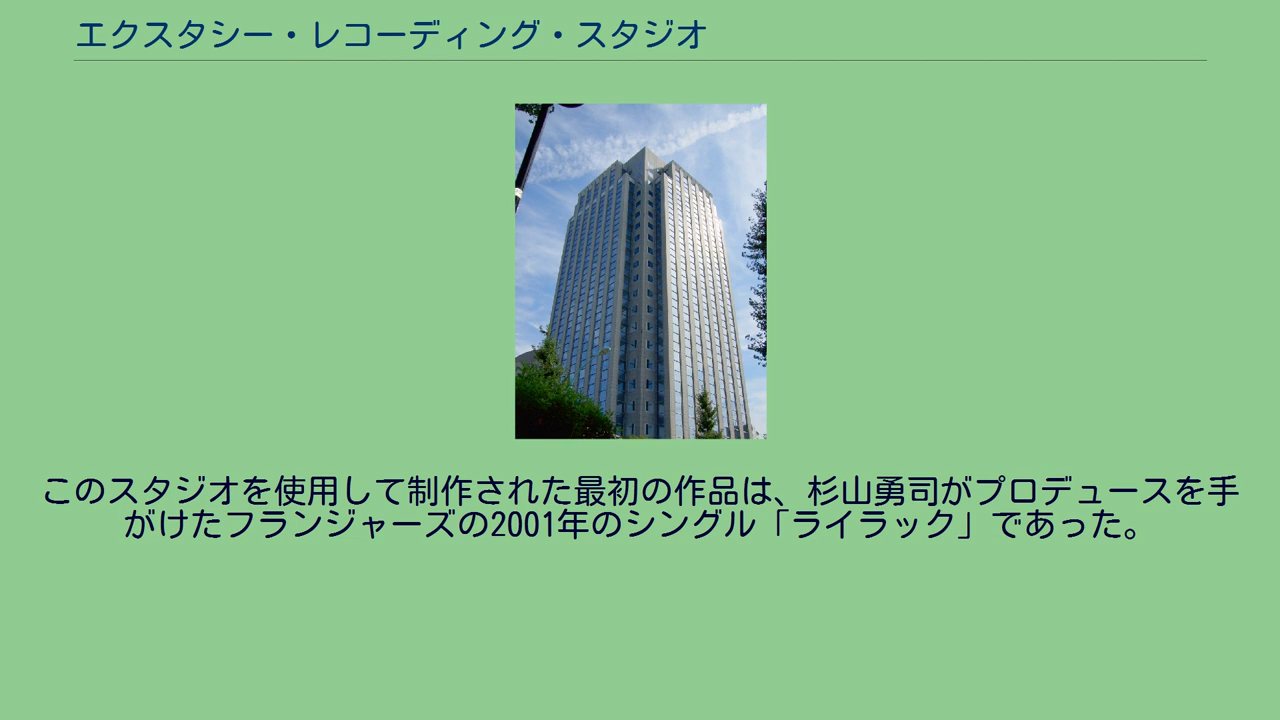 エクスタシー・レコーディング・スタジオ
このスタジオを使用して制作された最初の作品は、杉山勇司がプロデュースを手
がけたフランジャーズの2001年のシングル「ライラック」であった。